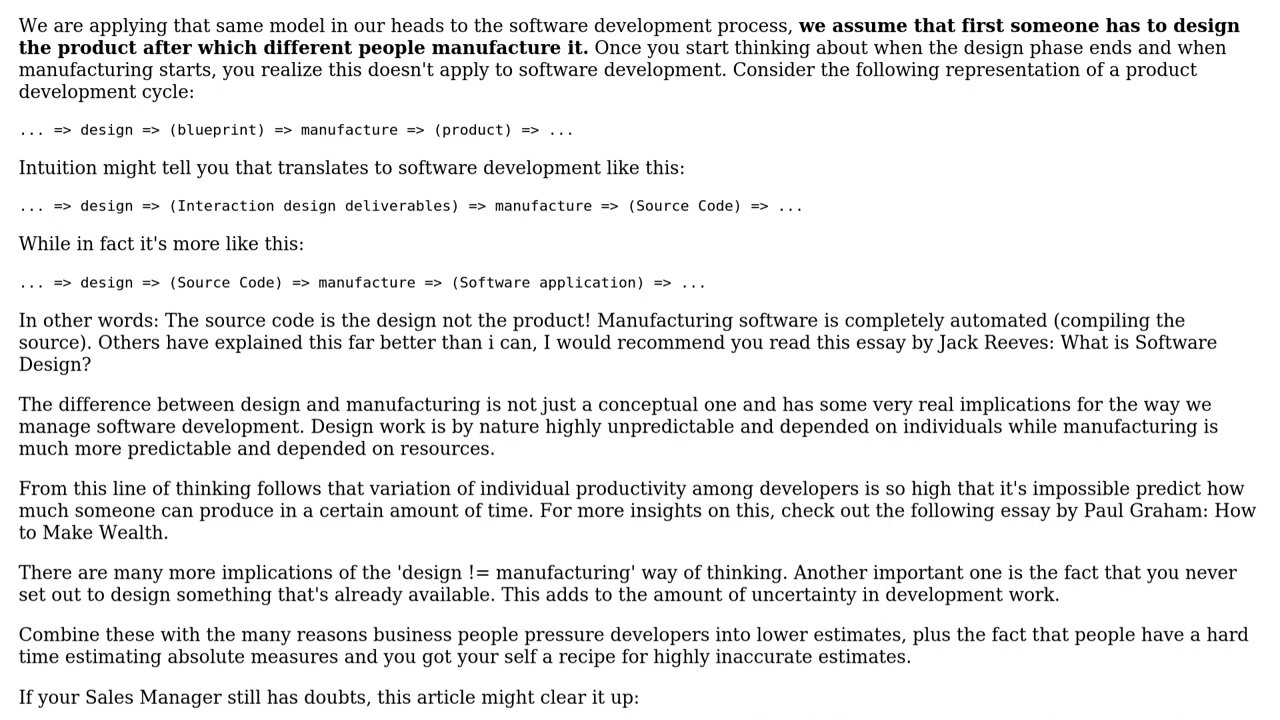 We are applying that same model in our heads to the software development process, we assume that first someone has to design
the product after which different people manufacture it. Once you start thinking about when the design phase ends and when
manufacturing starts, you realize this doesn't apply to software development. Consider the following representation of a product
development cycle:
... => design => (blueprint) => manufacture => (product) => ...
Intuition might tell you that translates to software development like this:
... => design => (Interaction design deliverables) => manufacture => (Source Code) => ...
While in fact it's more like this:
... => design => (Source Code) => manufacture => (Software application) => ...
In other words: The source code is the design not the product! Manufacturing software is completely automated (compiling the
source). Others have explained this far better than i can, I would recommend you read this essay by Jack Reeves: What is Software
Design?
The difference between design and manufacturing is not just a conceptual one and has some very real implications for the way we
manage software development. Design work is by nature highly unpredictable and depended on individuals while manufacturing is
much more predictable and depended on resources.
From this line of thinking follows that variation of individual productivity among developers is so high that it's impossible predict how
much someone can produce in a certain amount of time. For more insights on this, check out the following essay by Paul Graham: How
to Make Wealth.
There are many more implications of the 'design != manufacturing' way of thinking. Another important one is the fact that you never
set out to design something that's already available. This adds to the amount of uncertainty in development work.
Combine these with the many reasons business people pressure developers into lower estimates, plus the fact that people have a hard
time estimating absolute measures and you got your self a recipe for highly inaccurate estimates.
If your Sales Manager still has doubts, this article might clear it up: